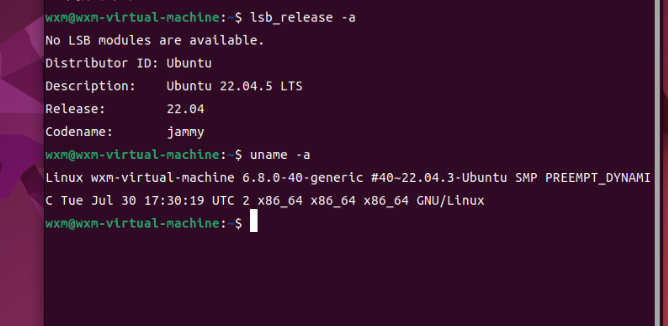 wxm@wxm-virtual-machine:~$ lsb_release -a
No LSB modules are available.
Distributor ID: Ubuntu
Description:    Ubuntu 22.04.5 LTS
Release:        22.04
Codename:       jammy
wxm@wxm-virtual-machine:~$ uname -a
Linux wxm-virtual-machine 6.8.0-40-generic #40~22.04.3-Ubuntu SMP PREEMPT_DYNAMI
C Tue Jul 30 17:30:19 UTC 2 x86_64 x86_64 x86_64 GNU/Linux
wxm@wxm-virtual-machine:~$